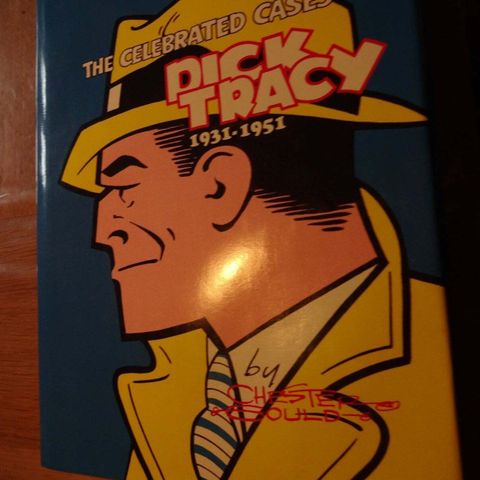 THE CELEBRATED CASES
DICK
TRACY
1931-1951
by
CHESTER
GOULD